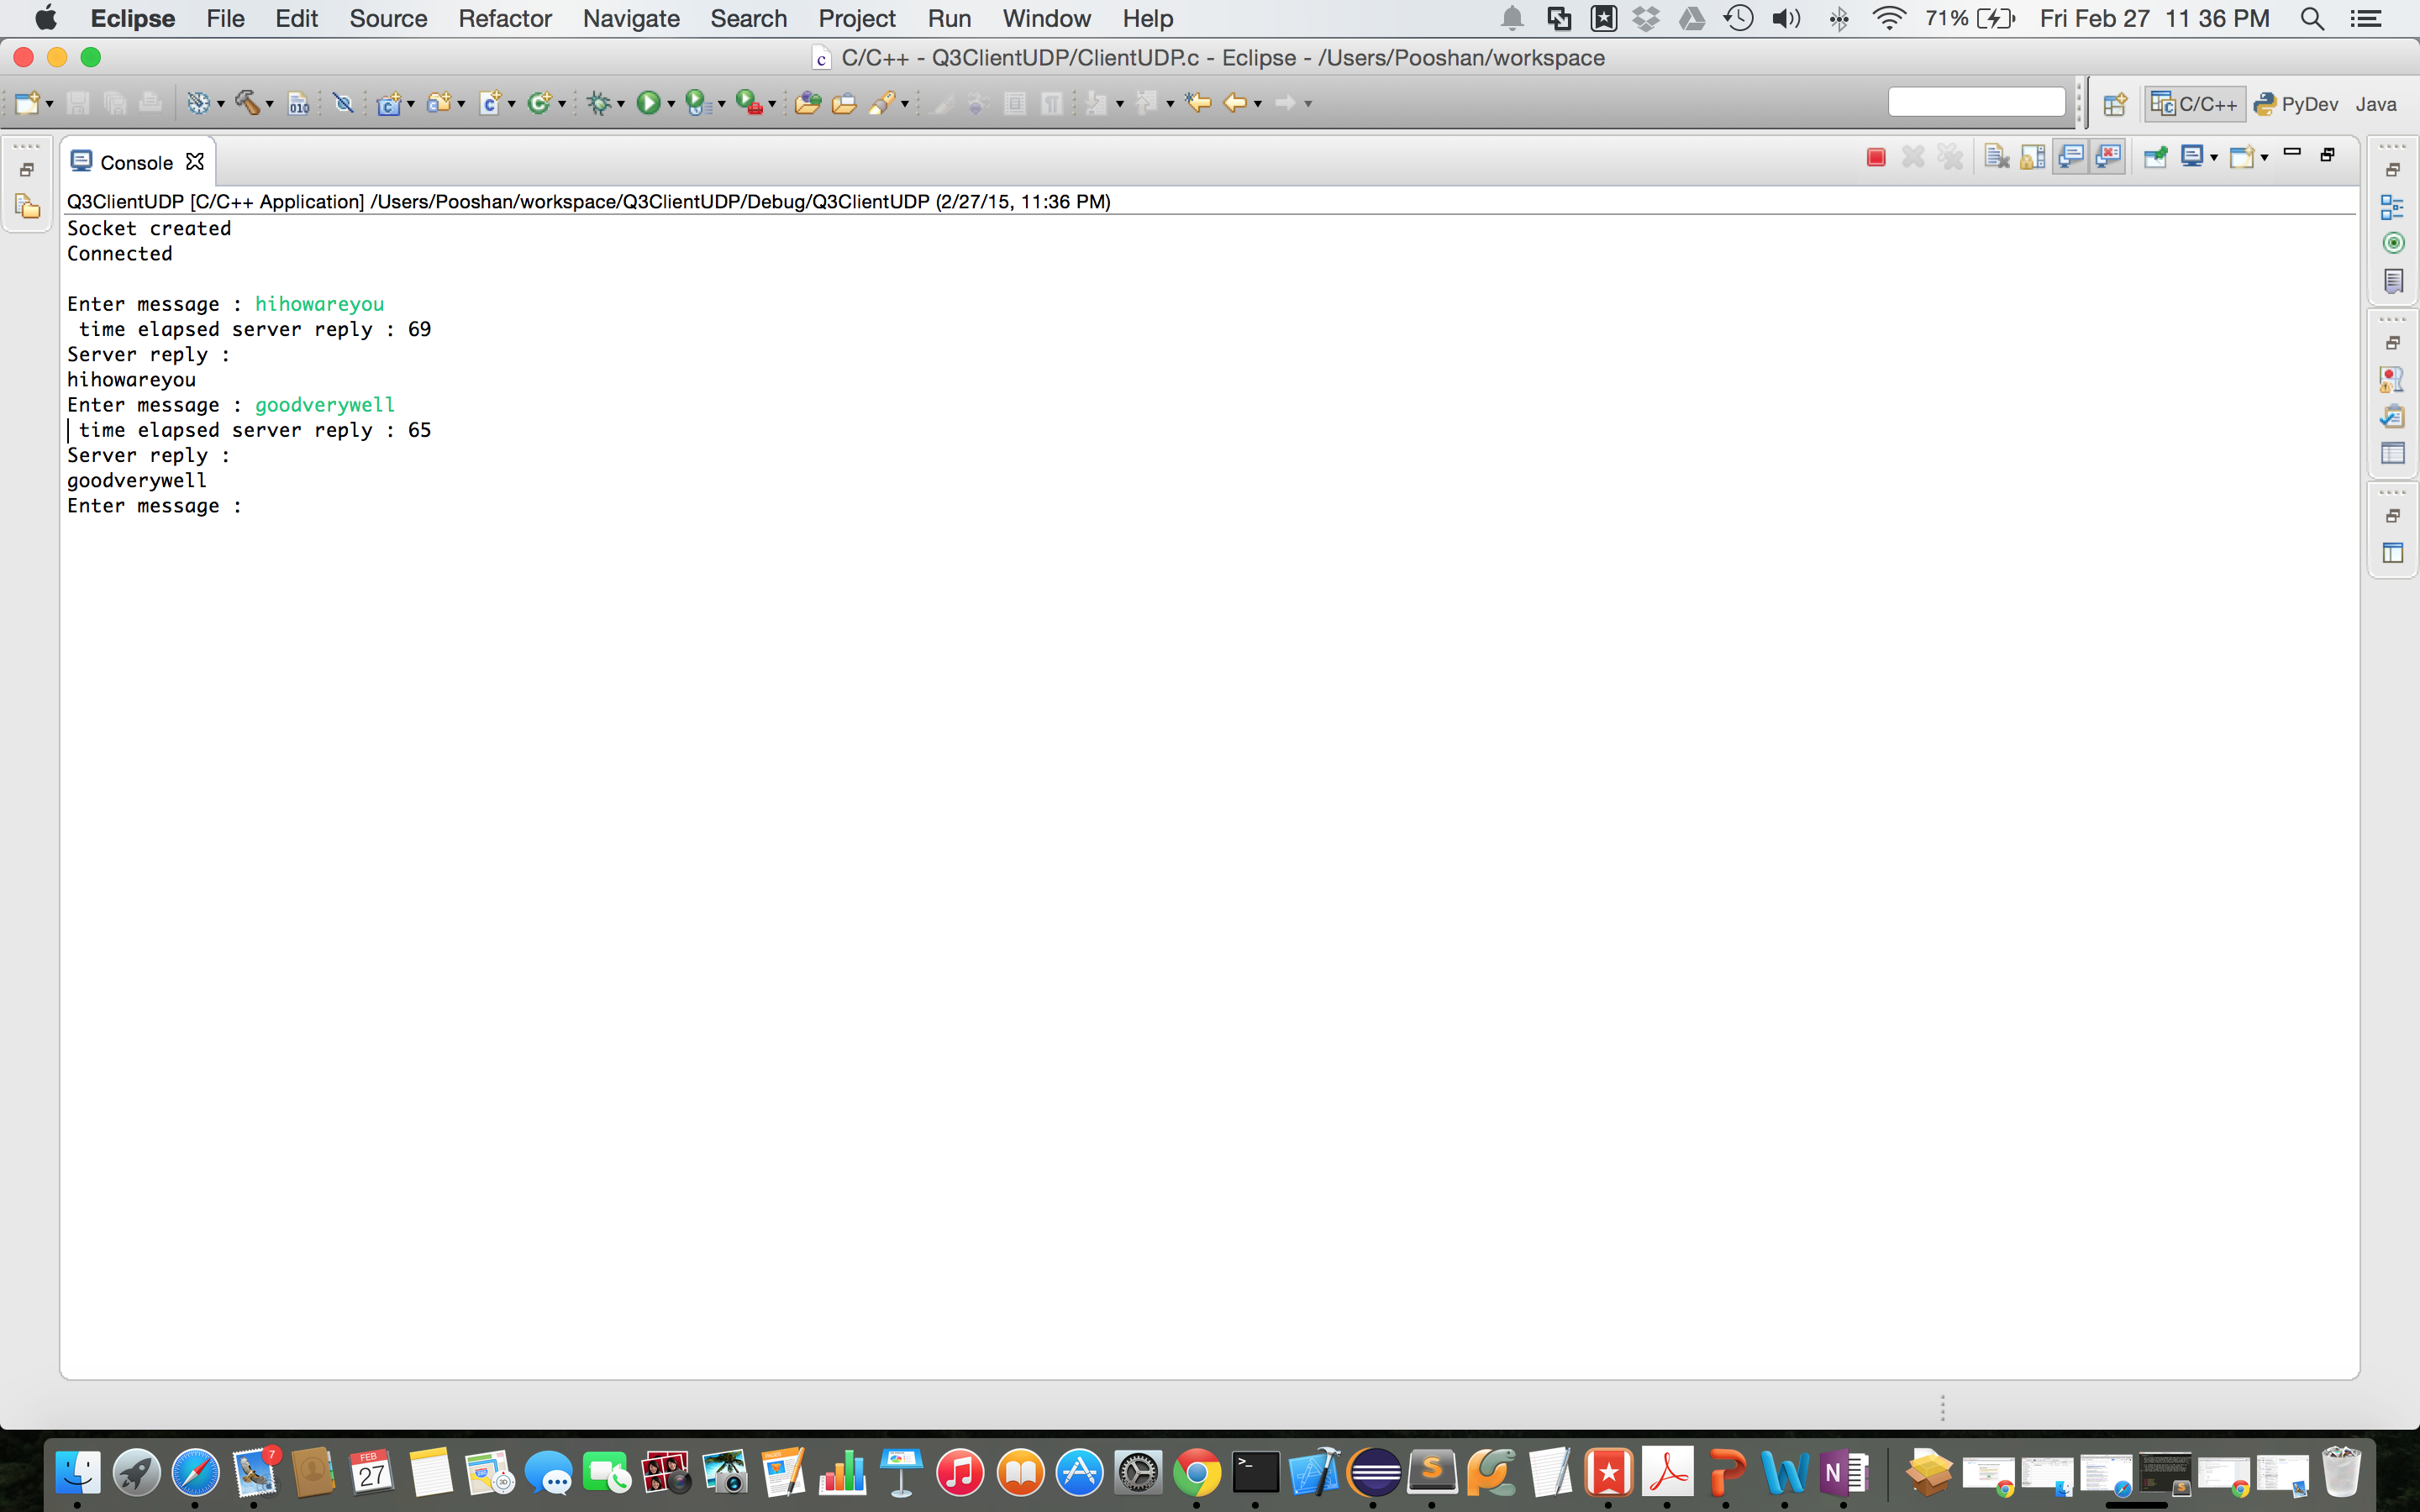 Eclipse File Edit Source Refactor Navigate Search Project Run Window Help 71% Fri Feb 27 11 36 PM
C/C++ - Q3ClientUDP/ClientUDP.c - Eclipse - /Users/Pooshan/workspace
C/C++ PyDev Java
Console
Q3ClientUDP [C/C++ Application] /Users/Pooshan/workspace/Q3ClientUDP/Debug/Q3ClientUDP (2/27/15, 11:36 PM)
Socket created
Connected
Enter message : hihowareyou
time elapsed server reply : 69
Server reply :
hihowareyou
Enter message : goodverywell
time elapsed server reply : 65
Server reply :
goodverywell
Enter message :
7
FEB
27